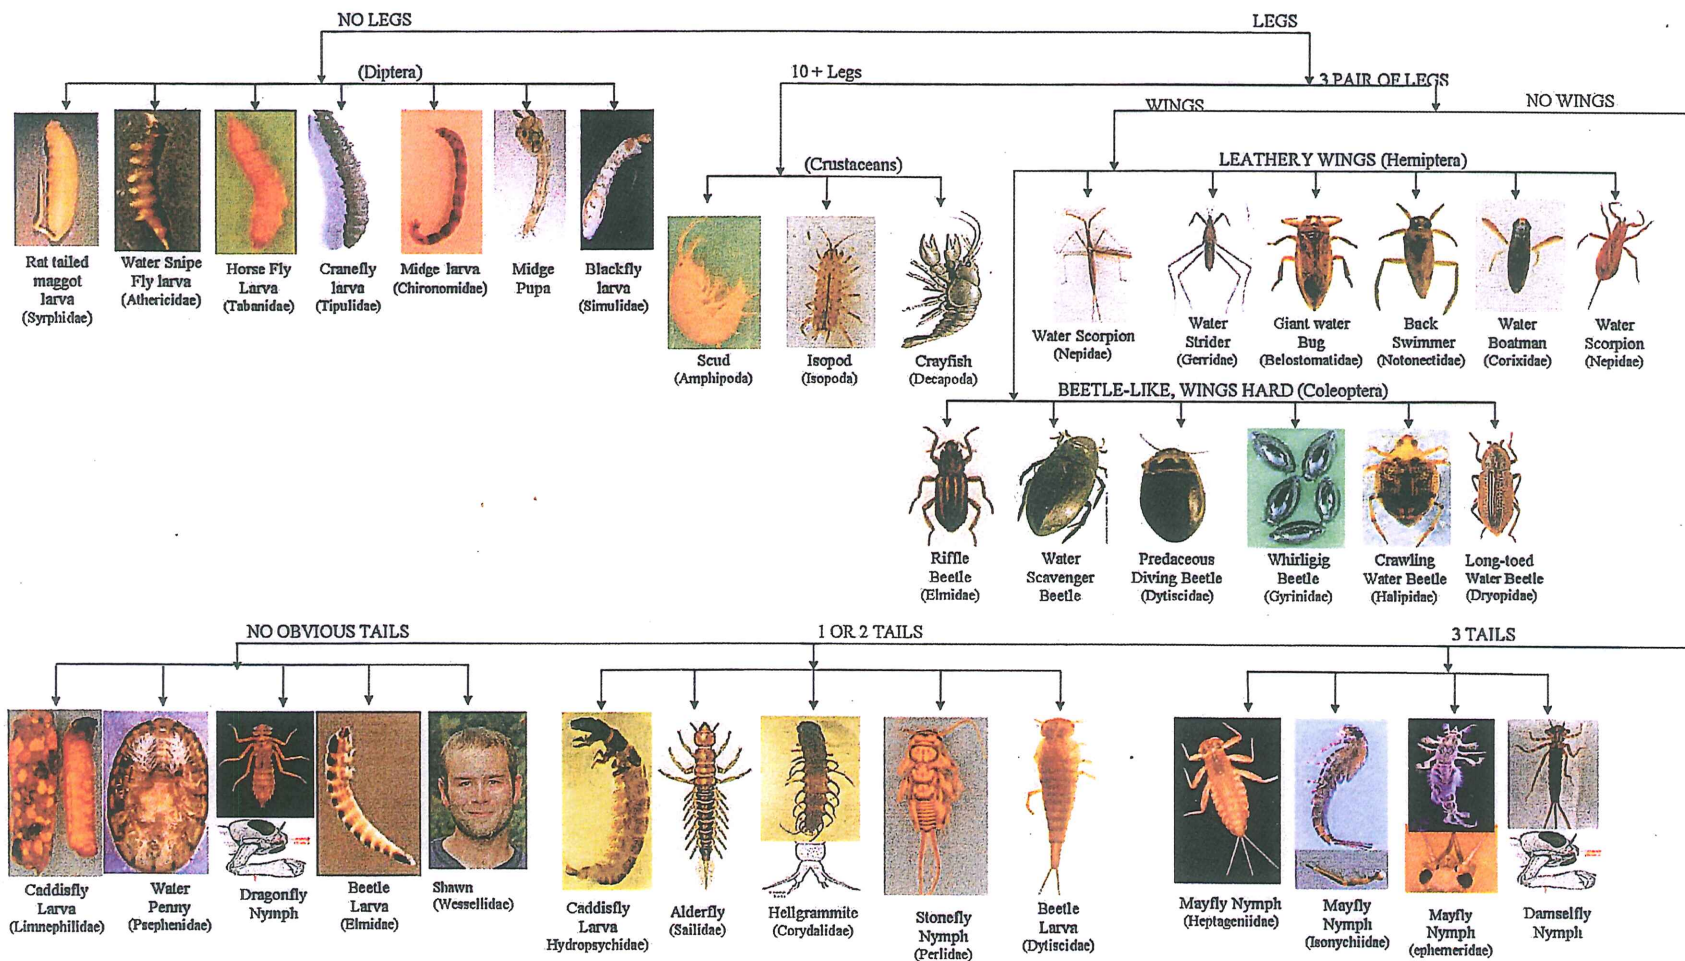 NO LEGS
LEGS
(Diptera)
10 + Legs
3 PAIR OF LEGS
WINGS
NO WINGS
Rat tailed
maggot
larva
(Syrphidae)
Water Snipe
Fly larva
(Athericidae)
Horse Fly
Larva
(Tabanidae)
Cranefly
larva
(Tipulidae)
Midge larva
(Chironomidae)
Midge
Pupa
Blackfly
larva
(Simulidae)
(Crustaceans)
Scud
(Amphipoda)
Isopod
(Isopoda)
Crayfish
(Decapoda)
LEATHERY WINGS (Hemiptera)
Water Scorpion
(Nepidae)
Water
Strider
(Gerridae)
Giant water
Bug
(Belostomatidae)
Back
Swimmer
(Notonectidae)
Water
Boatman
(Corixidae)
Water
Scorpion
(Nepidae)
BEETLE-LIKE, WINGS HARD (Coleoptera)
Riffle
Beetle
(Elmidae)
Water
Scavenger
Beetle
Predaceous
Diving Beetle
(Dytiscidae)
Whirligig
Beetle
(Gyrinidae)
Crawling
Water Beetle
(Halipidae)
Long-toed
Water Beetle
(Dryopidae)
NO OBVIOUS TAILS
1 OR 2 TAILS
3 TAILS
Caddisfly
Larva
(Limnephilidae)
Water
Penny
(Psephenidae)
Dragonfly
Nymph
Beetle
Larva
(Elmidae)
Shawn
(Wessellidae)
Caddisfly
Larva
Hydropsychidae)
Alderfly
(Sailidae)
Hellgrammite
(Corydalidae)
Stonefly
Nymph
(Perlidae)
Beetle
Larva
(Dytiscidae)
Mayfly Nymph
(Heptageniidae)
Mayfly
Nymph
(Isonychiidae)
Mayfly
Nymph
(ephemeridae)
Damselfly
Nymph